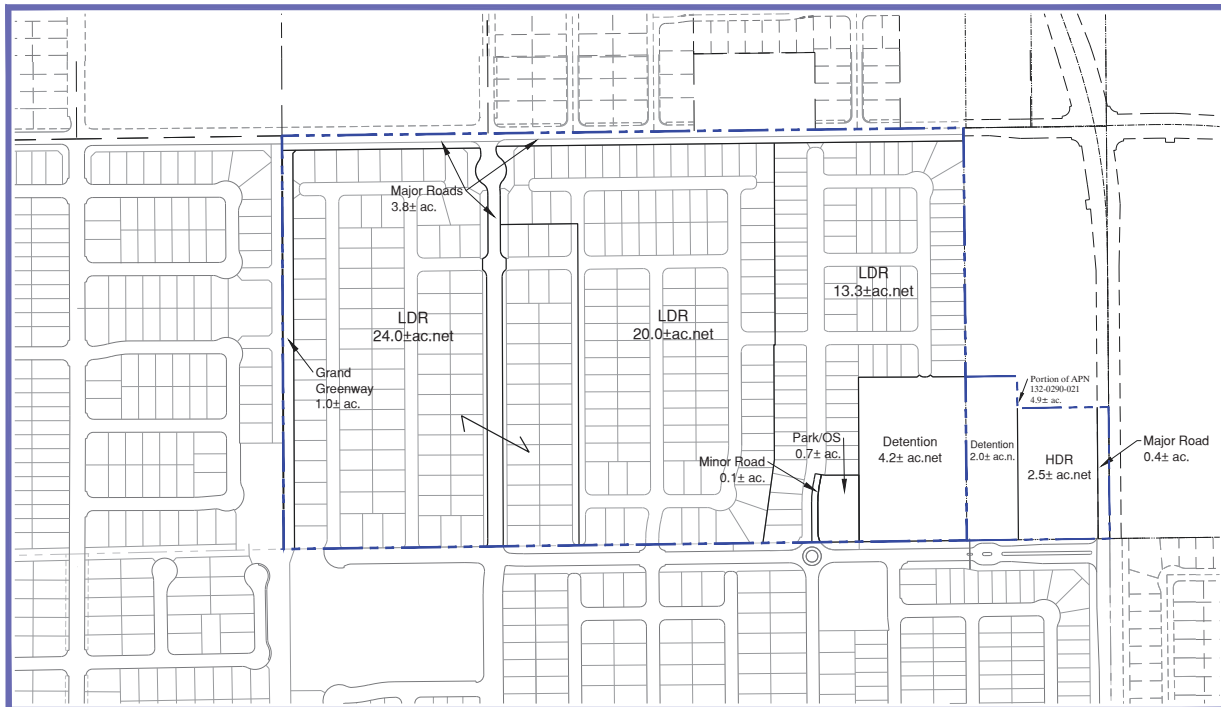 Major Roads
3.8± ac.
LDR
24.0±ac.net
LDR
20.0±ac.net
LDR
13.3±ac.net
Grand
Greenway
1.0± ac.
Portion of APN
132-0290-021
4.9± ac.
Park/OS
0.7± ac.
Minor Road
0.1± ac.
Detention
4.2± ac.net
Detention
2.0± ac.n.
HDR
2.5± ac.net
Major Road
0.4± ac.